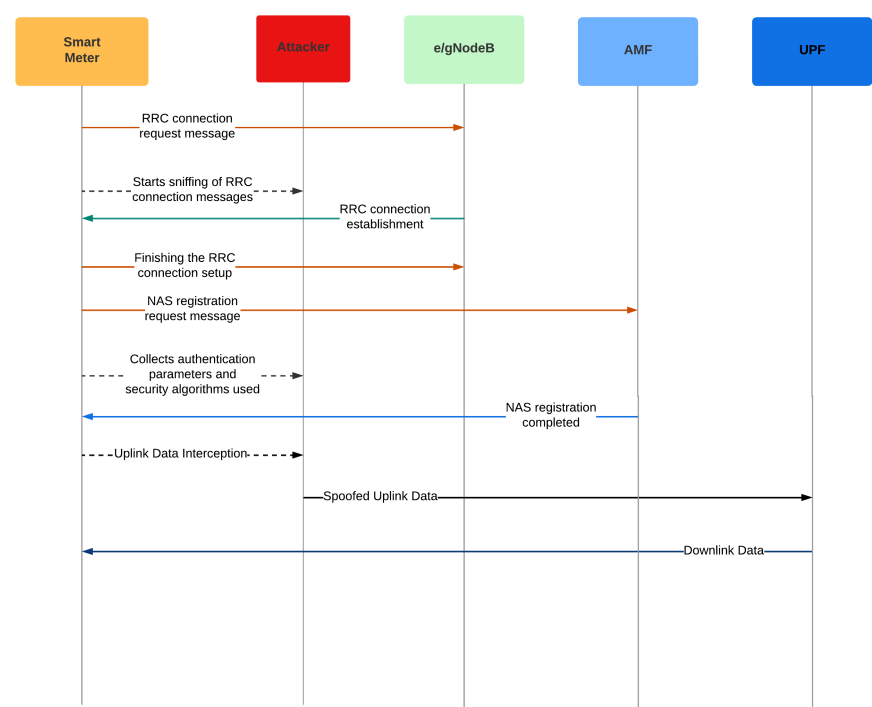 Smart
Meter
Attacker
e/gNodeB
AMF
UPF
RRC connection
request message
Starts sniffing of RRC
connection messages
RRC connection
establishment
Finishing the RRC
connection setup
NAS registration
request message
Collects authentication
parameters and
security algorithms used
NAS registration
completed
Uplink Data Interception
Spoofed Uplink Data
Downlink Data